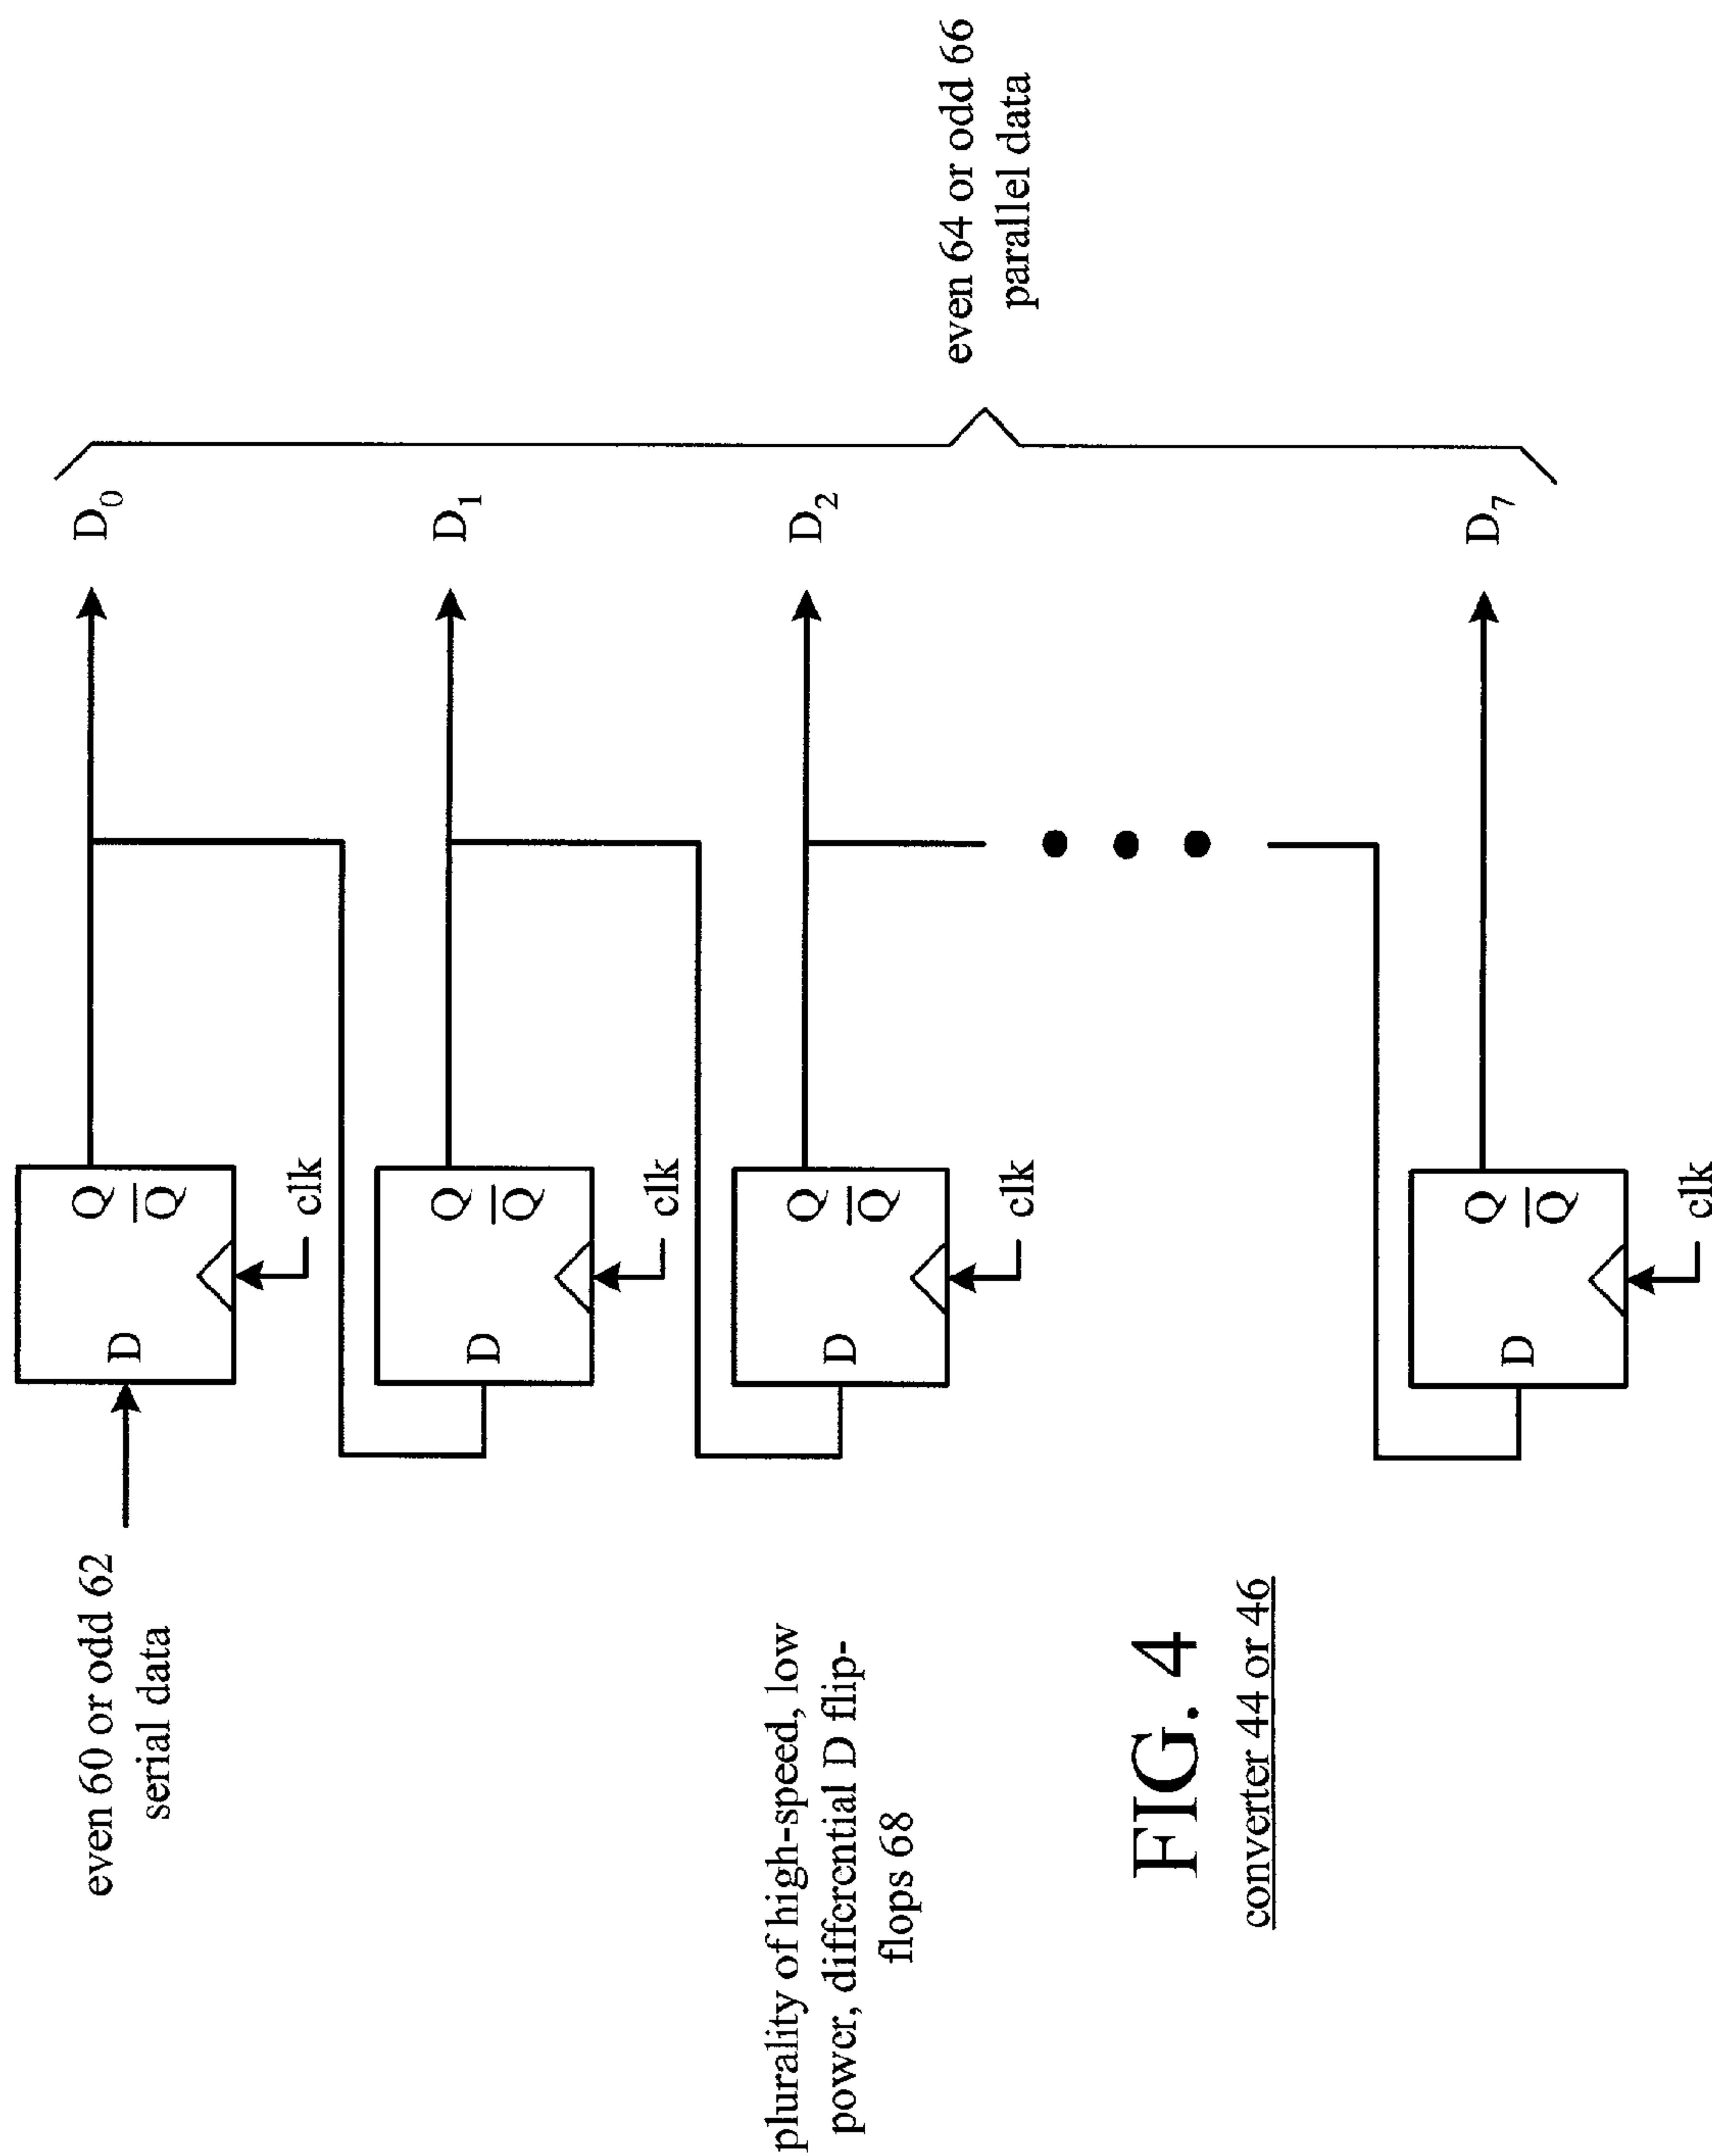 even 60 or odd 62
serial data
D
Q
Q
clk
D₀
D
Q
Q
clk
D₁
D
Q
Q
clk
D₂
D
Q
Q
clk
D₇
even 64 or odd 66
parallel data
plurality of high-speed, low
power, differential D flip-
flops 68
FIG. 4
converter 44 or 46